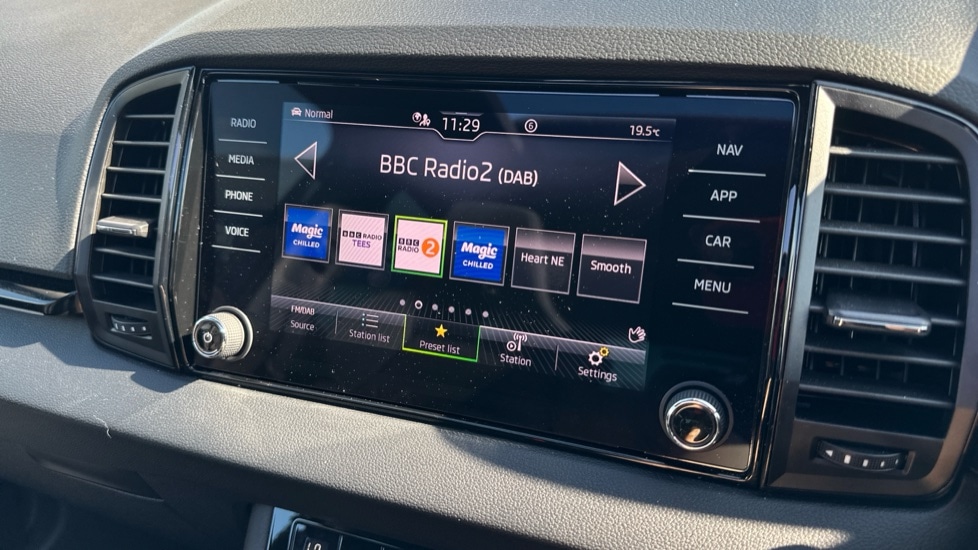 RADIO
MEDIA
PHONE
VOICE
Normal
11:29
6
19.5°C
BBC Radio2 (DAB)
Magic
CHILLED
BBC RADIO
TEES
BBC
RADIO 2
Magic
CHILLED
Heart NE
Smooth
FM/DAB
Source
Station list
Preset list
Station
Settings
NAV
APP
CAR
MENU
LO